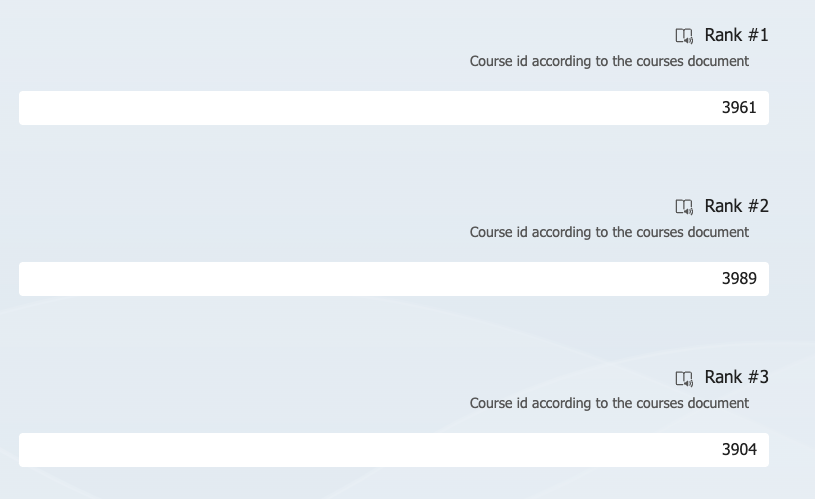 Rank #1
Course id according to the courses document
3961
Rank #2
Course id according to the courses document
3989
Rank #3
Course id according to the courses document
3904